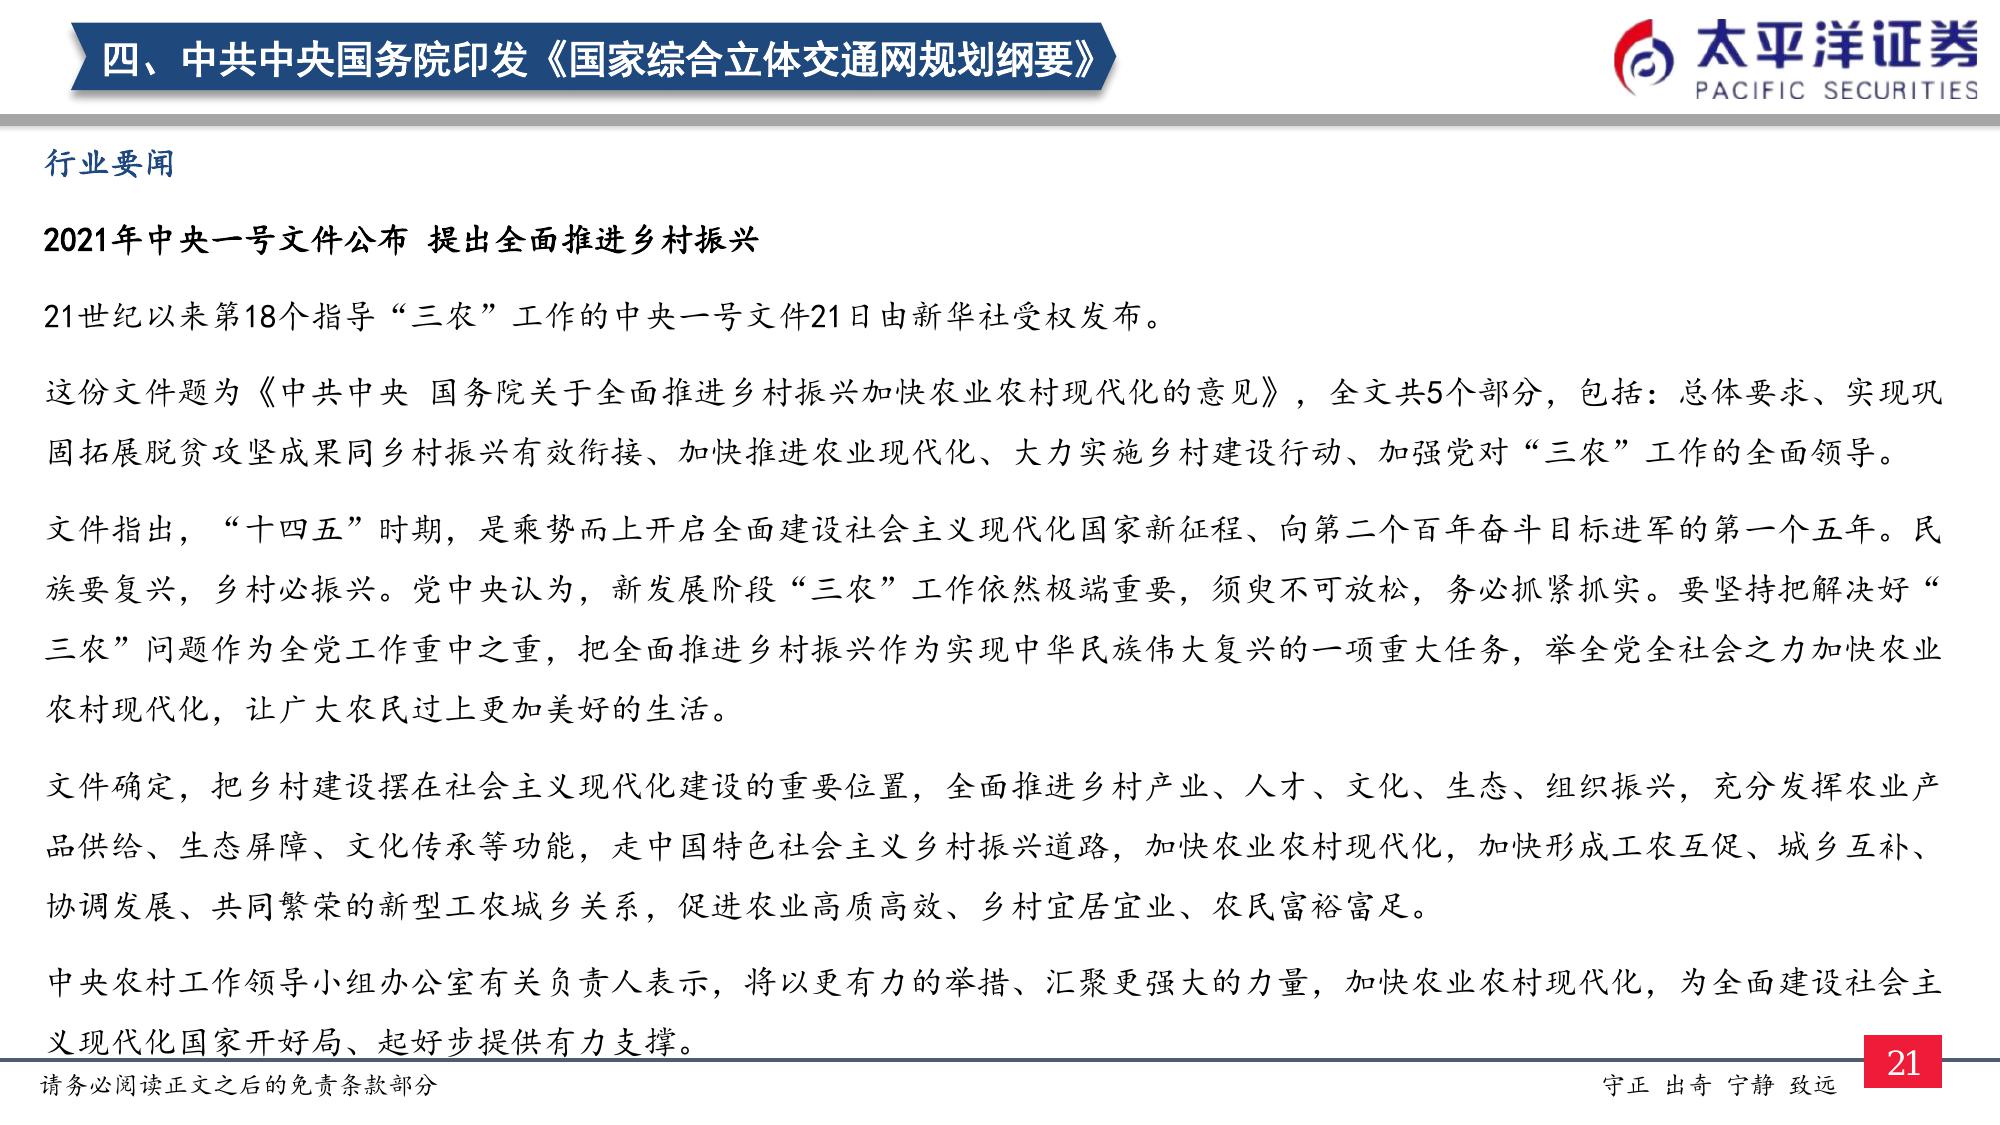 四、中共中央国务院印发《国家综合立体交通网规划纲要》
太平洋证券
PACIFIC SECURITIES
行业要闻
2021年中央一号文件公布 提出全面推进乡村振兴
21世纪以来第18个指导“三农”工作的中央一号文件21日由新华社受权发布。
这份文件题为《中共中央 国务院关于全面推进乡村振兴加快农业农村现代化的意见》，全文共5个部分，包括：总体要求、实现巩
固拓展脱贫攻坚成果同乡村振兴有效衔接、加快推进农业现代化、大力实施乡村建设行动、加强党对“三农”工作的全面领导。
文件指出，“十四五”时期，是乘势而上开启全面建设社会主义现代化国家新征程、向第二个百年奋斗目标进军的第一个五年。民
族要复兴，乡村必振兴。党中央认为，新发展阶段“三农”工作依然极端重要，须臾不可放松，务必抓紧抓实。要坚持把解决好“
三农”问题作为全党工作重中之重，把全面推进乡村振兴作为实现中华民族伟大复兴的一项重大任务，举全党全社会之力加快农业
农村现代化，让广大农民过上更加美好的生活。
文件确定，把乡村建设摆在社会主义现代化建设的重要位置，全面推进乡村产业、人才、文化、生态、组织振兴，充分发挥农业产
品供给、生态屏障、文化传承等功能，走中国特色社会主义乡村振兴道路，加快农业农村现代化，加快形成工农互促、城乡互补、
协调发展、共同繁荣的新型工农城乡关系，促进农业高质高效、乡村宜居宜业、农民富裕富足。
中央农村工作领导小组办公室有关负责人表示，将以更有力的举措、汇聚更强大的力量，加快农业农村现代化，为全面建设社会主
义现代化国家开好局、起好步提供有力支撑。
请务必阅读正文之后的免责条款部分
守正 出奇 宁静 致远
21